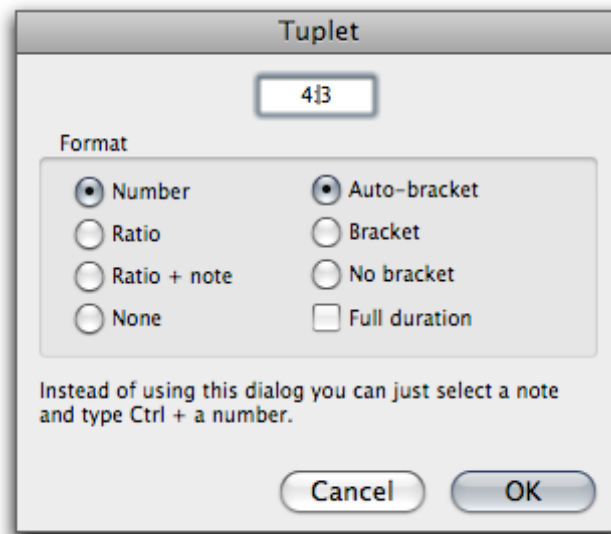 Tuplet
4:3
Format
Number
Auto-bracket
Ratio
Bracket
Ratio + note
No bracket
None
Full duration
Instead of using this dialog you can just select a note
and type Ctrl + a number.
Cancel
OK